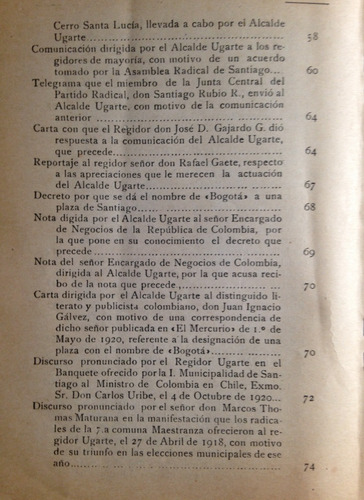 Cerro Santa Lucía, llevada a cabo por el Alcalde
Ugarte ................................................ 58
Comunicación dirigida por el Alcalde Ugarte a los re-
gidores de mayoría, con motivo de un acuerdo
tomado por la Asamblea Radical de Santiago... 60
Telegrama que el miembro de la Junta Central del
Partido Radical, don Santiago Rubio R., envió al
Alcalde Ugarte, con motivo de la comunicación
anterior ................................................ 64
Carta con que el Regidor don José D. Gajardo G. dió
respuesta a la comunicación del Alcalde Ugarte,
que precede ............................................ 64
Reportaje al regidor señor don Rafael Gaete, respecto
a las apreciaciones que le merecen la actuación
del Alcalde Ugarte .................................... 67
Decreto por que se dá el nombre de «Bogotá» a una
plaza de Santiago ..................................... 68
Nota digida por el Alcalde Ugarte al señor Encargado
de Negocios de la República de Colombia, por
la que pone en su conocimiento el decreto que
precede ................................................ 69
Nota del señor Encargado de Negocios de Colombia,
dirigida al Alcalde Ugarte, por la que acusa reci-
bo de la nota que precede , ........................... 70
Carta dirigida por el Alcalde Ugarte al distinguido li-
terato y publicista colombiano, don Juan Ignacio
Gálvez, con motivo de una correspondencia de
dicho señor publicada en «El Mercurio» de 1.º de
Mayo de 1920, referente a la designación de una
plaza con el nombre de «Bogotá» ..................... 70
Discurso pronunciado por el Regidor Ugarte en el
Banquete ofrecido por la I. Municipalidad de San-
tiago al Ministro de Colombia en Chile, Exmo.
Sr. Don Carlos Uribe, el 4 de Octubre de 1920... 72
Discurso pronunciado por el señor don Marcos Tho-
mas Maturana en la manifestación que los radica-
les de la 7.a comuna Maestranza ofrecieron al re-
gidor Ugarte, el 27 de Abril de 1918, con motivo
de su triunfo en las elecciones municipales de ese
año .................................................... 74